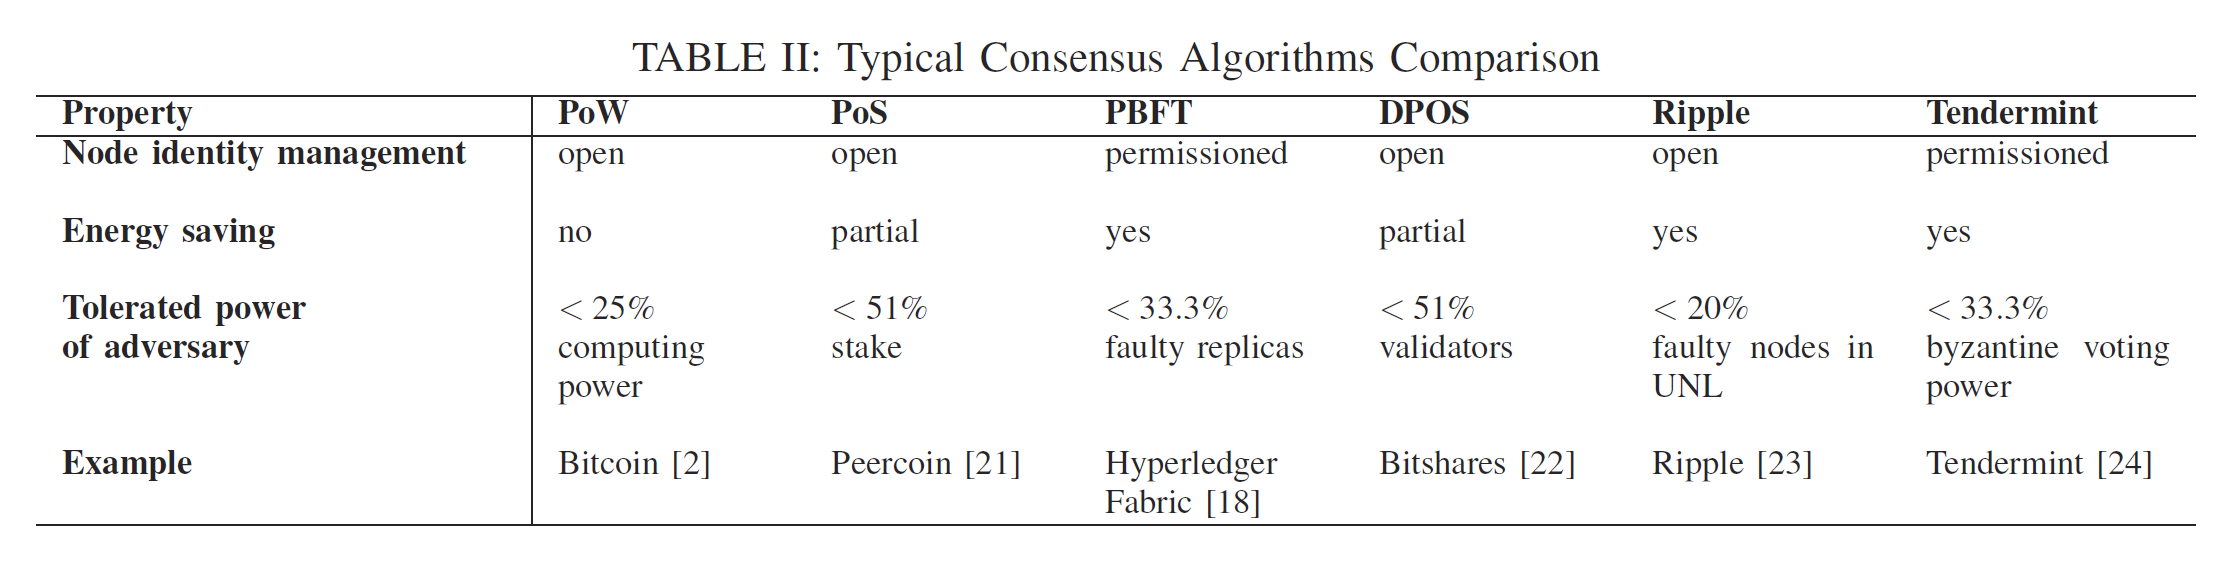 TABLE II: Typical Consensus Algorithms Comparison
Property PoW PoS PBFT DPOS Ripple Tendermint
Node identity management open open permissioned open open permissioned
Energy saving no partial yes partial yes yes
Tolerated power < 25% < 51% < 33.3% < 51% < 20% < 33.3%
of adversary computing stake faulty replicas validators faulty nodes in byzantine voting
power UNL power
Example Bitcoin [2] Peercoin [21] Hyperledger Bitshares [22] Ripple [23] Tendermint [24]
Fabric [18]